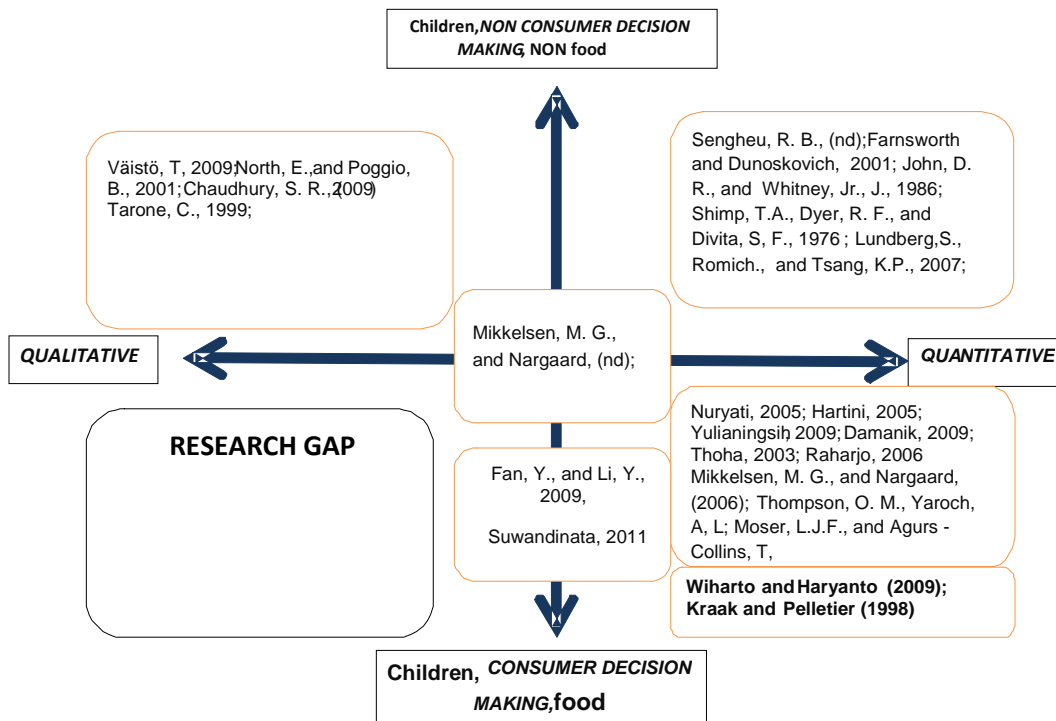 Children,NON CONSUMER DECISION
MAKING, NON food
Väistö, T, 2009;North, E.,and Poggio,
B., 2001;Chaudhury, S. R.,(2009)
Tarone, C., 1999;
Sengheu, R. B., (nd);Farnsworth
and Dunoskovich, 2001; John, D.
R., and Whitney, Jr., J., 1986;
Shimp, T.A., Dyer, R. F., and
Divita, S, F., 1976 ; Lundberg,S.,
Romich., and Tsang, K.P., 2007;
Mikkelsen, M. G.,
and Nargaard, (nd);
QUALITATIVE
QUANTITATIVE
RESEARCH GAP
Fan, Y., and Li, Y.,
2009,
Suwandinata, 2011
Nuryati, 2005; Hartini, 2005;
Yulianingsih, 2009; Damanik, 2009;
Thoha, 2003; Raharjo, 2006
Mikkelsen, M. G., and Nargaard,
(2006); Thompson, O. M., Yaroch,
A, L; Moser, L.J.F., and Agurs -
Collins, T,
Wiharto and Haryanto (2009);
Kraak and Pelletier (1998)
Children, CONSUMER DECISION
MAKING,food